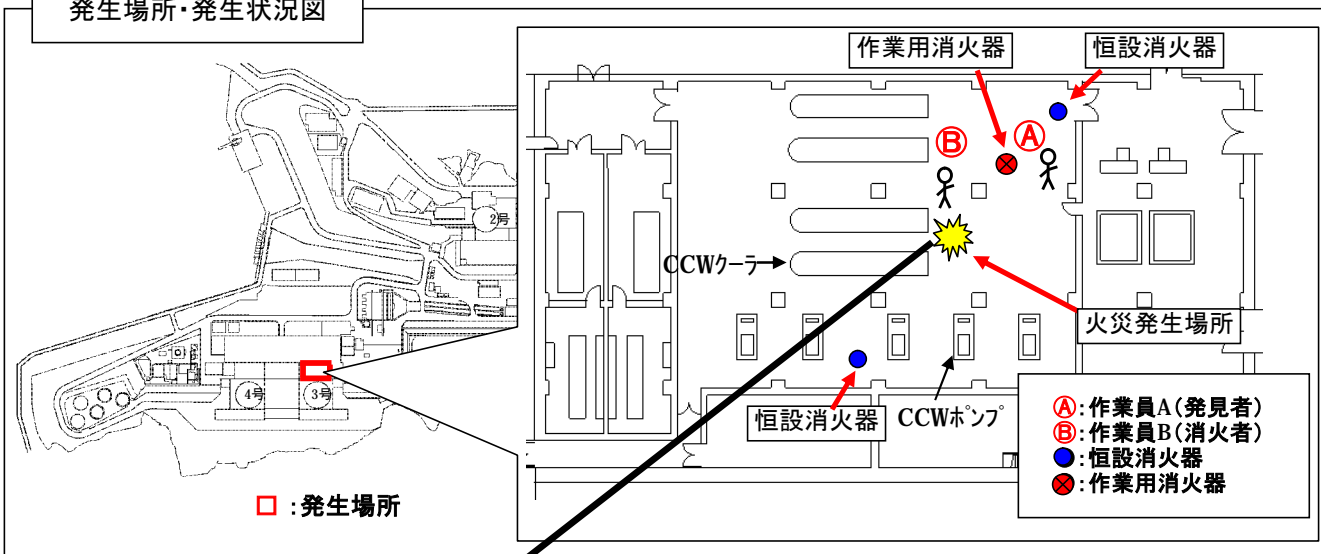 発生場所・発生状況図
作業用消火器
恒設消火器
Ⓐ
Ⓑ
2号
CCWクーラ
火災発生場所
4号
3号
恒設消火器
CCWポンプ
Ⓐ:作業員A(発見者)
Ⓑ:作業員B(消火者)
:恒設消火器
:作業用消火器
:発生場所